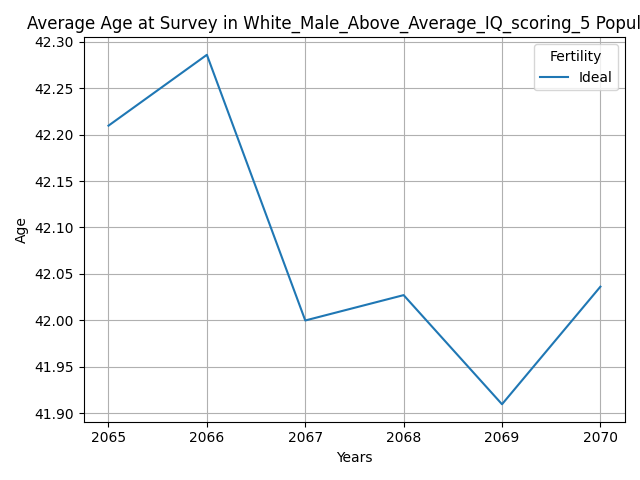 Average Age at Survey in White_Male_Above_Average_IQ_scoring_5 Popul
42.30
42.25
42.20
42.15
42.10
42.05
42.00
41.95
41.90
Age
Fertility
Ideal
2065 2066 2067 2068 2069 2070
Years